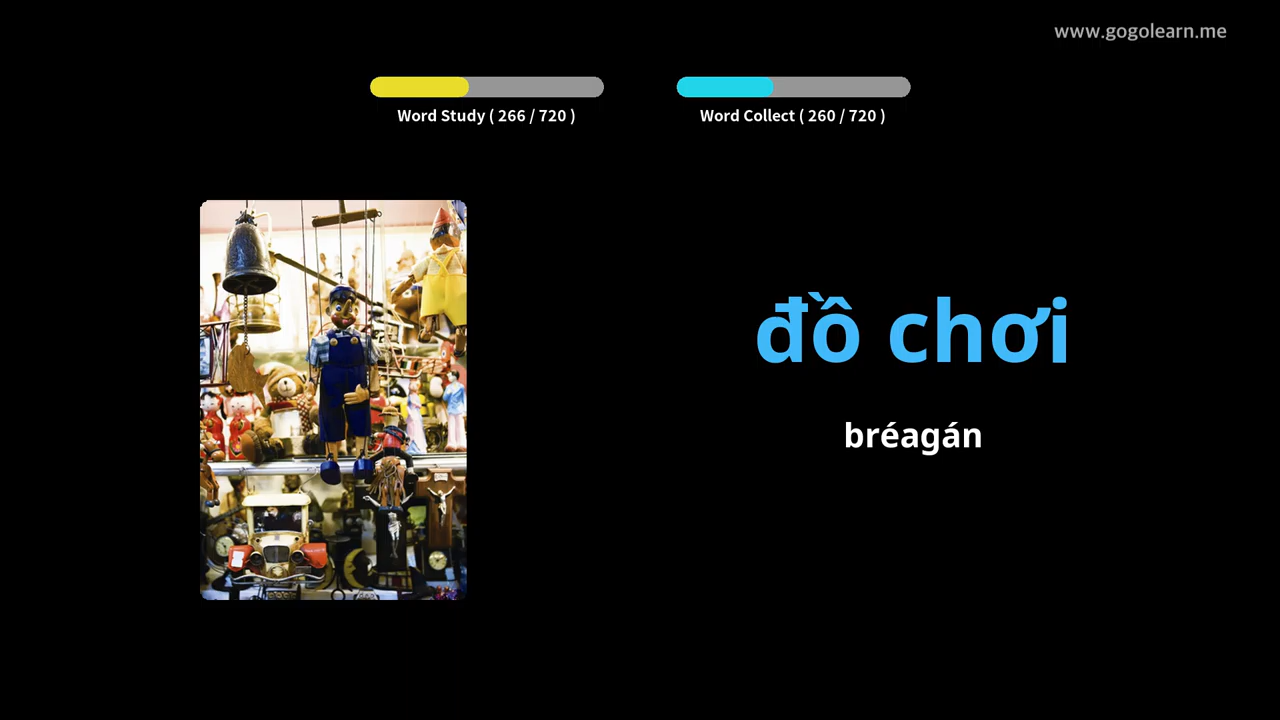 www.gogolearn.me
Word Study ( 266 / 720 )
Word Collect ( 260 / 720 )
đồ chơi
bréagán